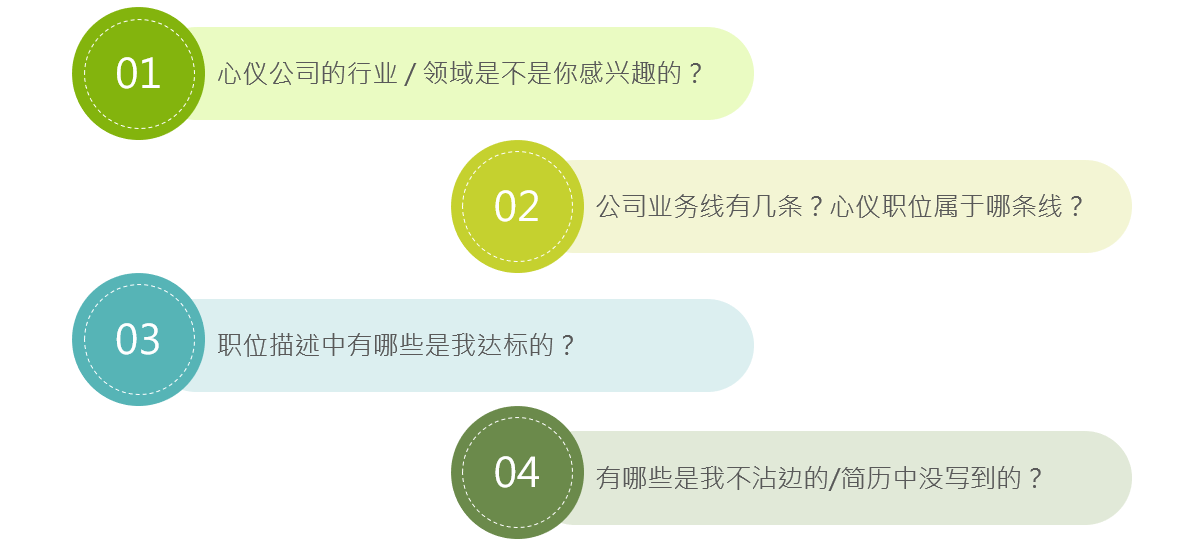 01
心仪公司的行业 / 领域是不是你感兴趣的？
02
公司业务线有几条？心仪职位属于哪条线？
03
职位描述中有哪些是我达标的？
04
有哪些是我不沾边的/简历中没写到的？